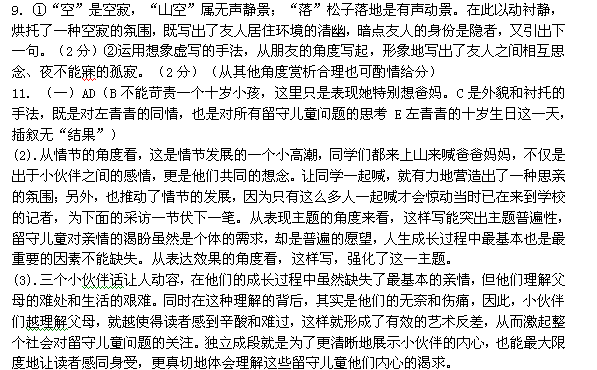 9. ①“空”是空寂，“山空”属无声静景；“落”松子落地是有声动景。在此以动衬静，
烘托了一种空寂的氛围，既写出了友人居住环境的清幽，暗点友人的身份是隐者，又引出下
一句。（2分）②运用想象虚写的手法，从朋友的角度写起，形象地写出了友人之间相互思
念、夜不能寐的孤寂。（2分）（从其他角度赏析合理也可酌情给分）
11. （一）AD（B不能苛责一个十岁小孩，这里只是表现她特别想爸妈。C是外貌和衬托的
手法，既是对左青青的同情，也是对所有留守儿童问题的思考 E左青青的十岁生日这一天，
插叙无“结果”）
(2).从情节的角度看，这是情节发展的一个小高潮，同学们都来上山来喊爸爸妈妈，不仅是
出于小伙伴之间的感情，更是他们共同的想念。让同学一起喊，就有力地营造出了一种思亲
的氛围；另外，也推动了情节的发展，因为只有这么多人一起喊才会惊动当时已在来到学校
的记者，为下面的采访一节伏下一笔。从表现主题的角度来看，这样写能突出主题普遍性，
留守儿童对亲情的渴盼虽然是个体的需求，却是普遍的愿望，人生成长过程中最基本也是最
重要的因素不能缺失。从表达效果的角度看，这样写，强化了这一主题。
(3).三个小伙伴话让人动容，在他们的成长过程中虽然缺失了最基本的亲情，但他们理解父
母的难处和生活的艰难。同时在这种理解的背后，其实是他们的无奈和伤痛，因此，小伙伴
们越理解父母，就越使得读者感到辛酸和难过，这样就形成了有效的艺术反差，从而激起整
个社会对留守儿童问题的关注。独立成段就是为了更清晰地展示小伙伴的内心，也能最大限
度地让读者感同身受，更真切地体会理解这些留守儿童他们内心的渴求。